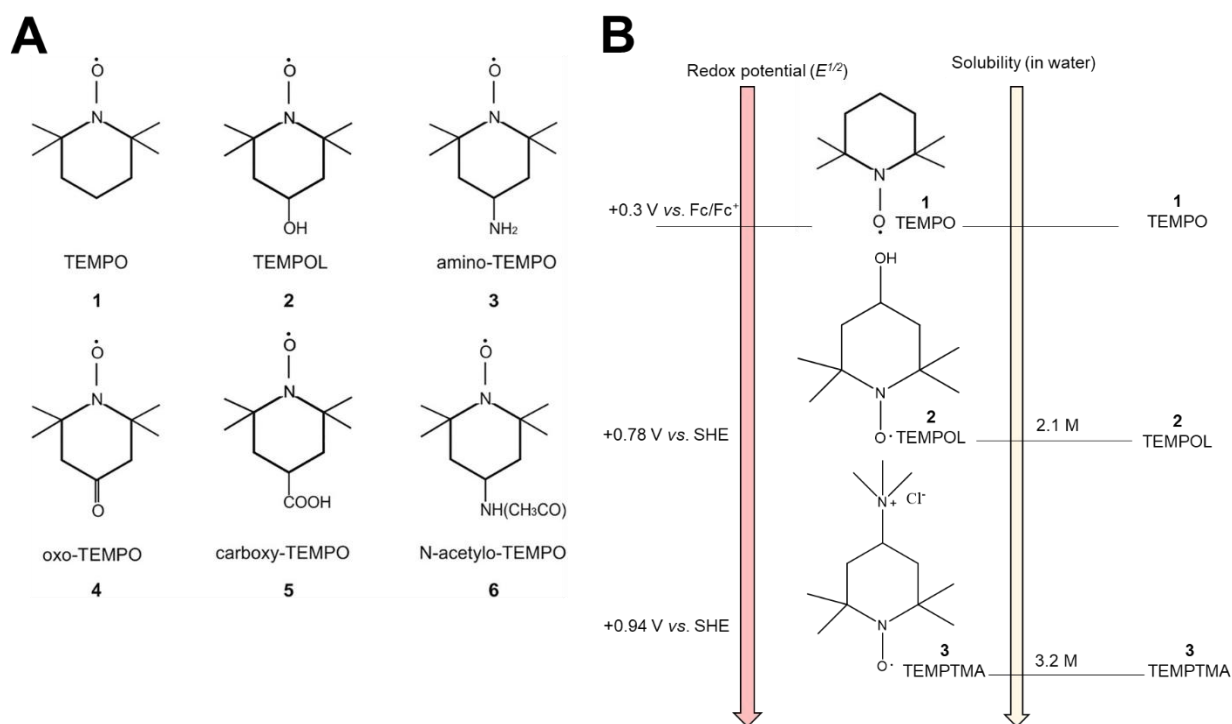 A
O
N
TEMPO
1
O
N
OH
TEMPOL
2
O
N
NH₂
amino-TEMPO
3
O
N
O
oxo-TEMPO
4
O
N
COOH
carboxy-TEMPO
5
O
N
NH(CH₃CO)
N-acetylo-TEMPO
6
B
Redox potential (E¹/²)
Solubility (in water)
N
+0.3 V vs. Fc/Fc⁺
O
1
TEMPO
1
TEMPO
OH
N
+0.78 V vs. SHE
O
2
TEMPOL
2.1 M
2
TEMPOL
N
+
Cl⁻
N
+0.94 V vs. SHE
O
3
TEMPTMA
3.2 M
3
TEMPTMA